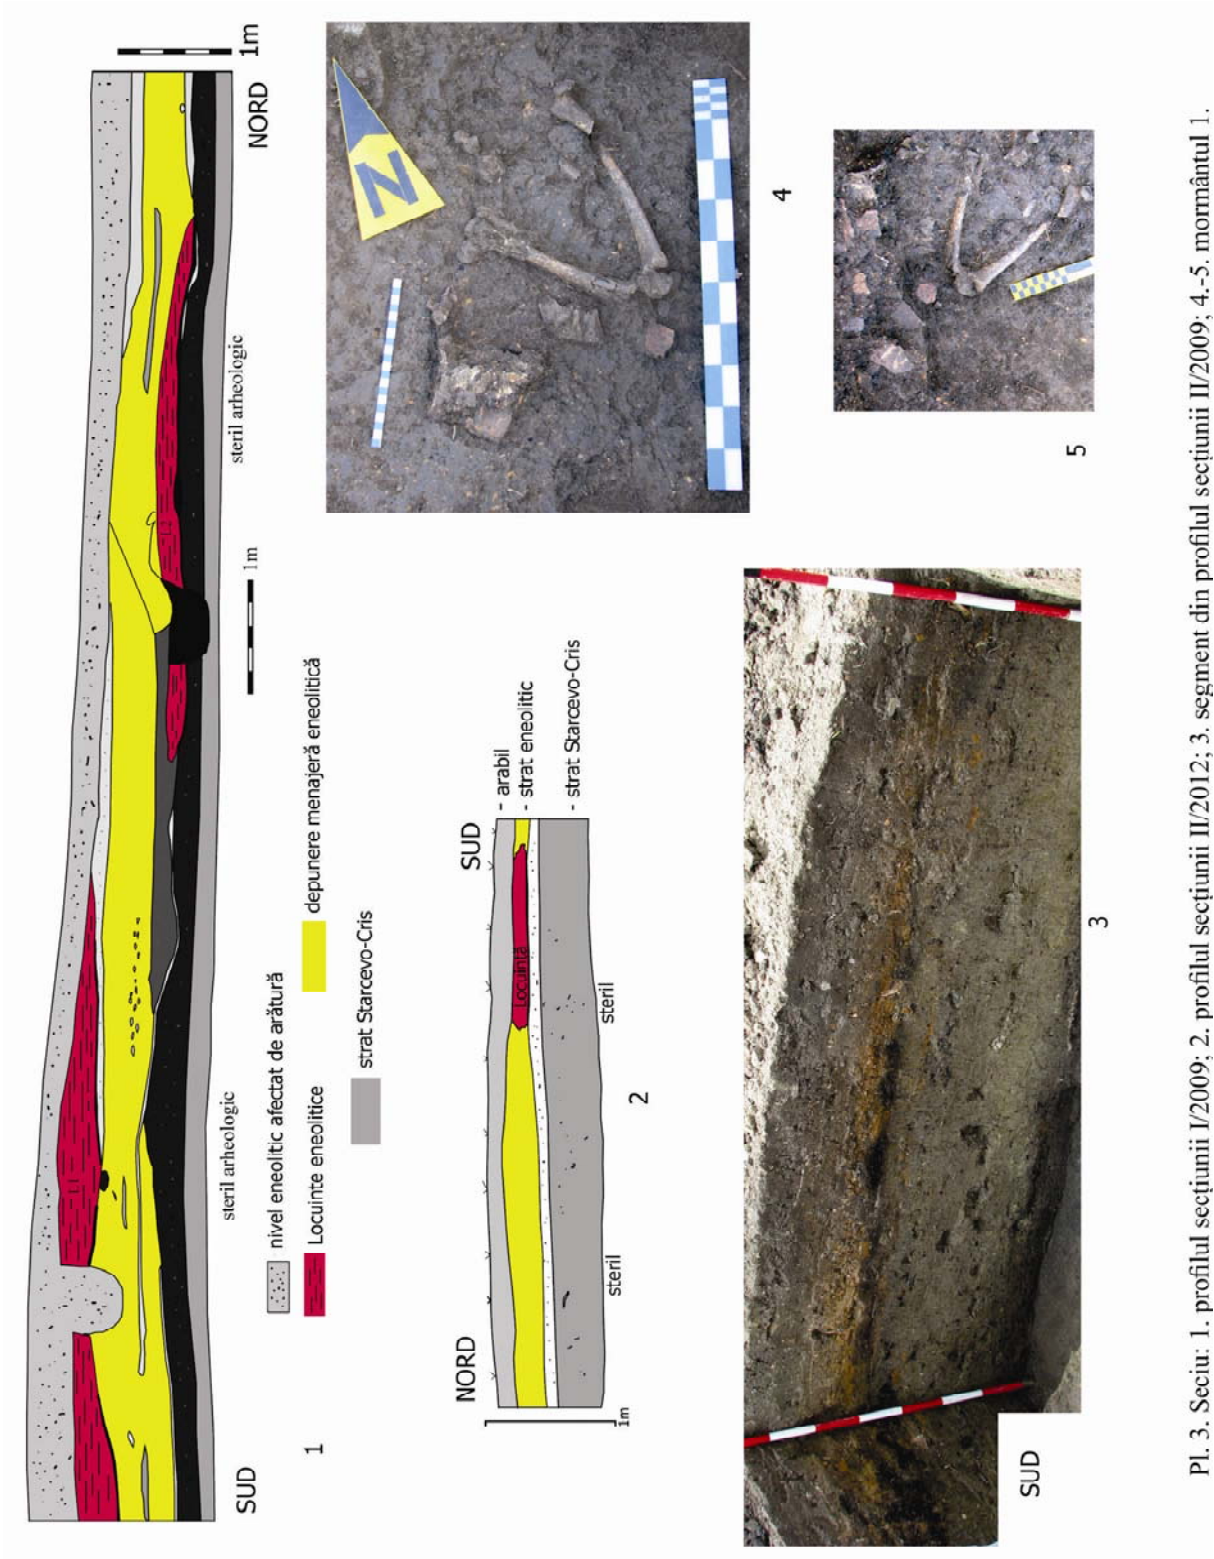 1m
SUD
NORD
steril arheologic
steril arheologic
1m
nivel eneolitic afectat de arătură
Locuințe eneolitice
depunere menajeră eneolitică
strat Starcevo-Cris
1
NORD
SUD
- arabil
- strat eneolitic
- strat Starcevo-Cris
Locuință
steril
steril
1m
2
N
4
5
SUD
3
Pl. 3. Seciu: 1. profilul secțiunii I/2009; 2. profilul secțiunii II/2012; 3. segment din profilul secțiunii II/2009; 4.-5. mormântul 1.